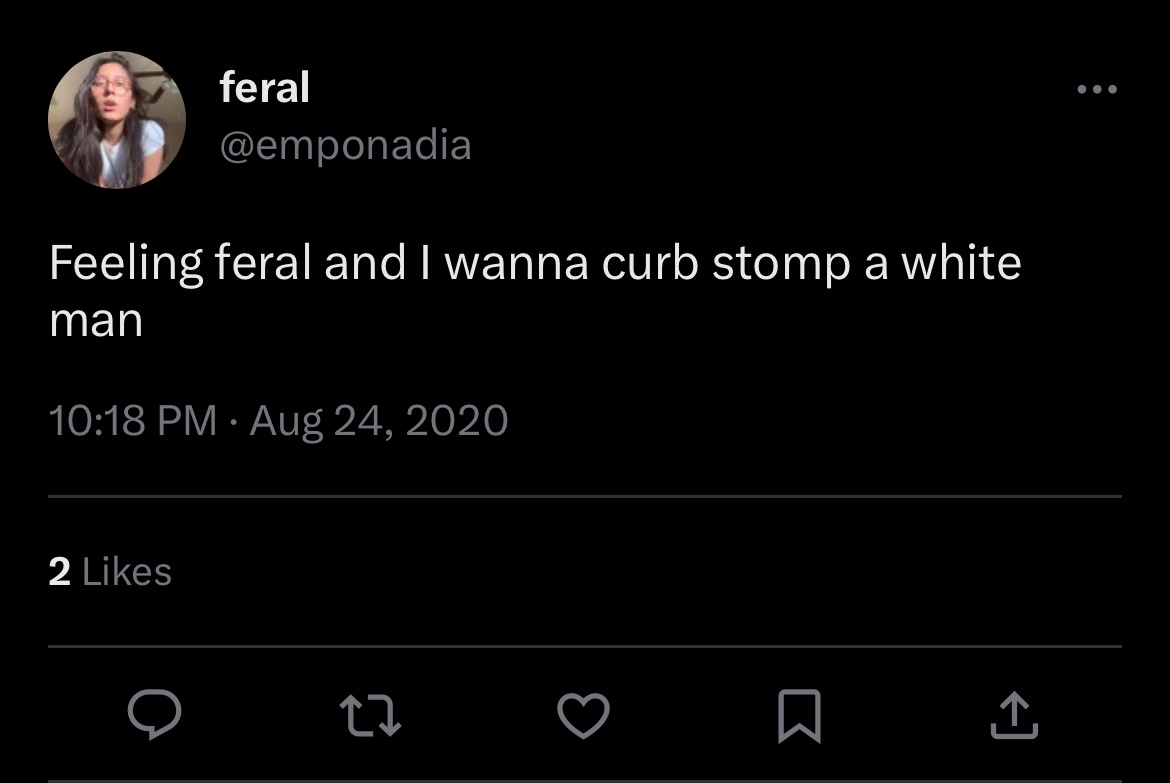 feral
@emponadia
Feeling feral and I wanna curb stomp a white
man
10:18 PM · Aug 24, 2020
2 Likes